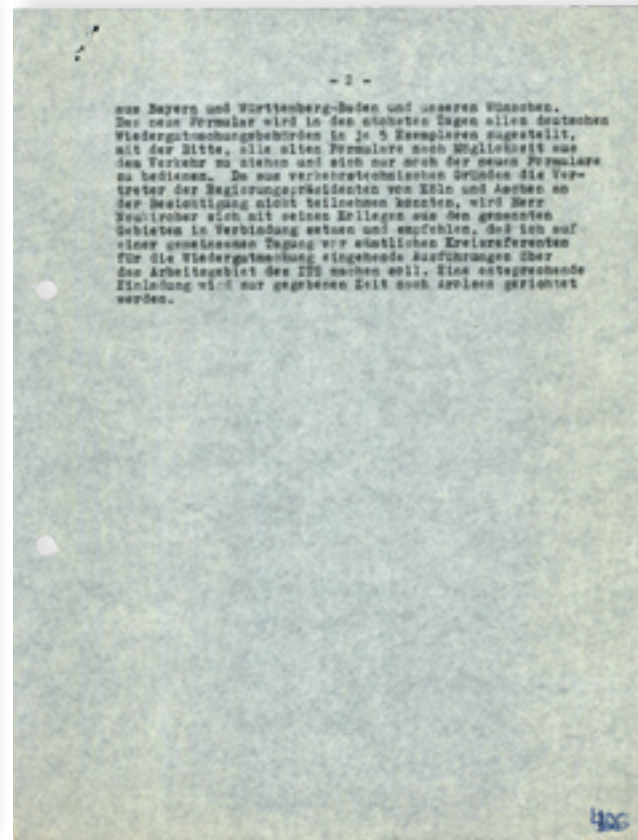 - 2 -
aus Bayern und Württemberg-Baden und unseren Wünschen.
Das neue Formular wird in den nächsten Tagen allen deutschen
Wiedergutmachungsbehörden in je 5 Exemplaren zugestellt,
mit der Bitte, alle alten Formulare nach Möglichkeit aus
dem Verkehr zu ziehen und sich nur noch der neuen Formulare
zu bedienen. Da aus verkehrstechnischen Gründen die Ver-
treter der Regierungspräsidenten von Köln und Aachen an
der Besichtigung nicht teilnehmen konnten, wird Herr
sich mit seinen Kollegen aus den genannten
Gebieten in Verbindung setzen und empfehlen, daß ich auf
einer gemeinsamen Tagung vor sämtlichen Kreisreferenten
für die Wiedergutmachung eingehende Ausführungen über
das Arbeitsgebiet des ITS machen soll. Eine entsprechende
Einladung wird zur gegebenen Zeit nach Arolsen gerichtet
werden.